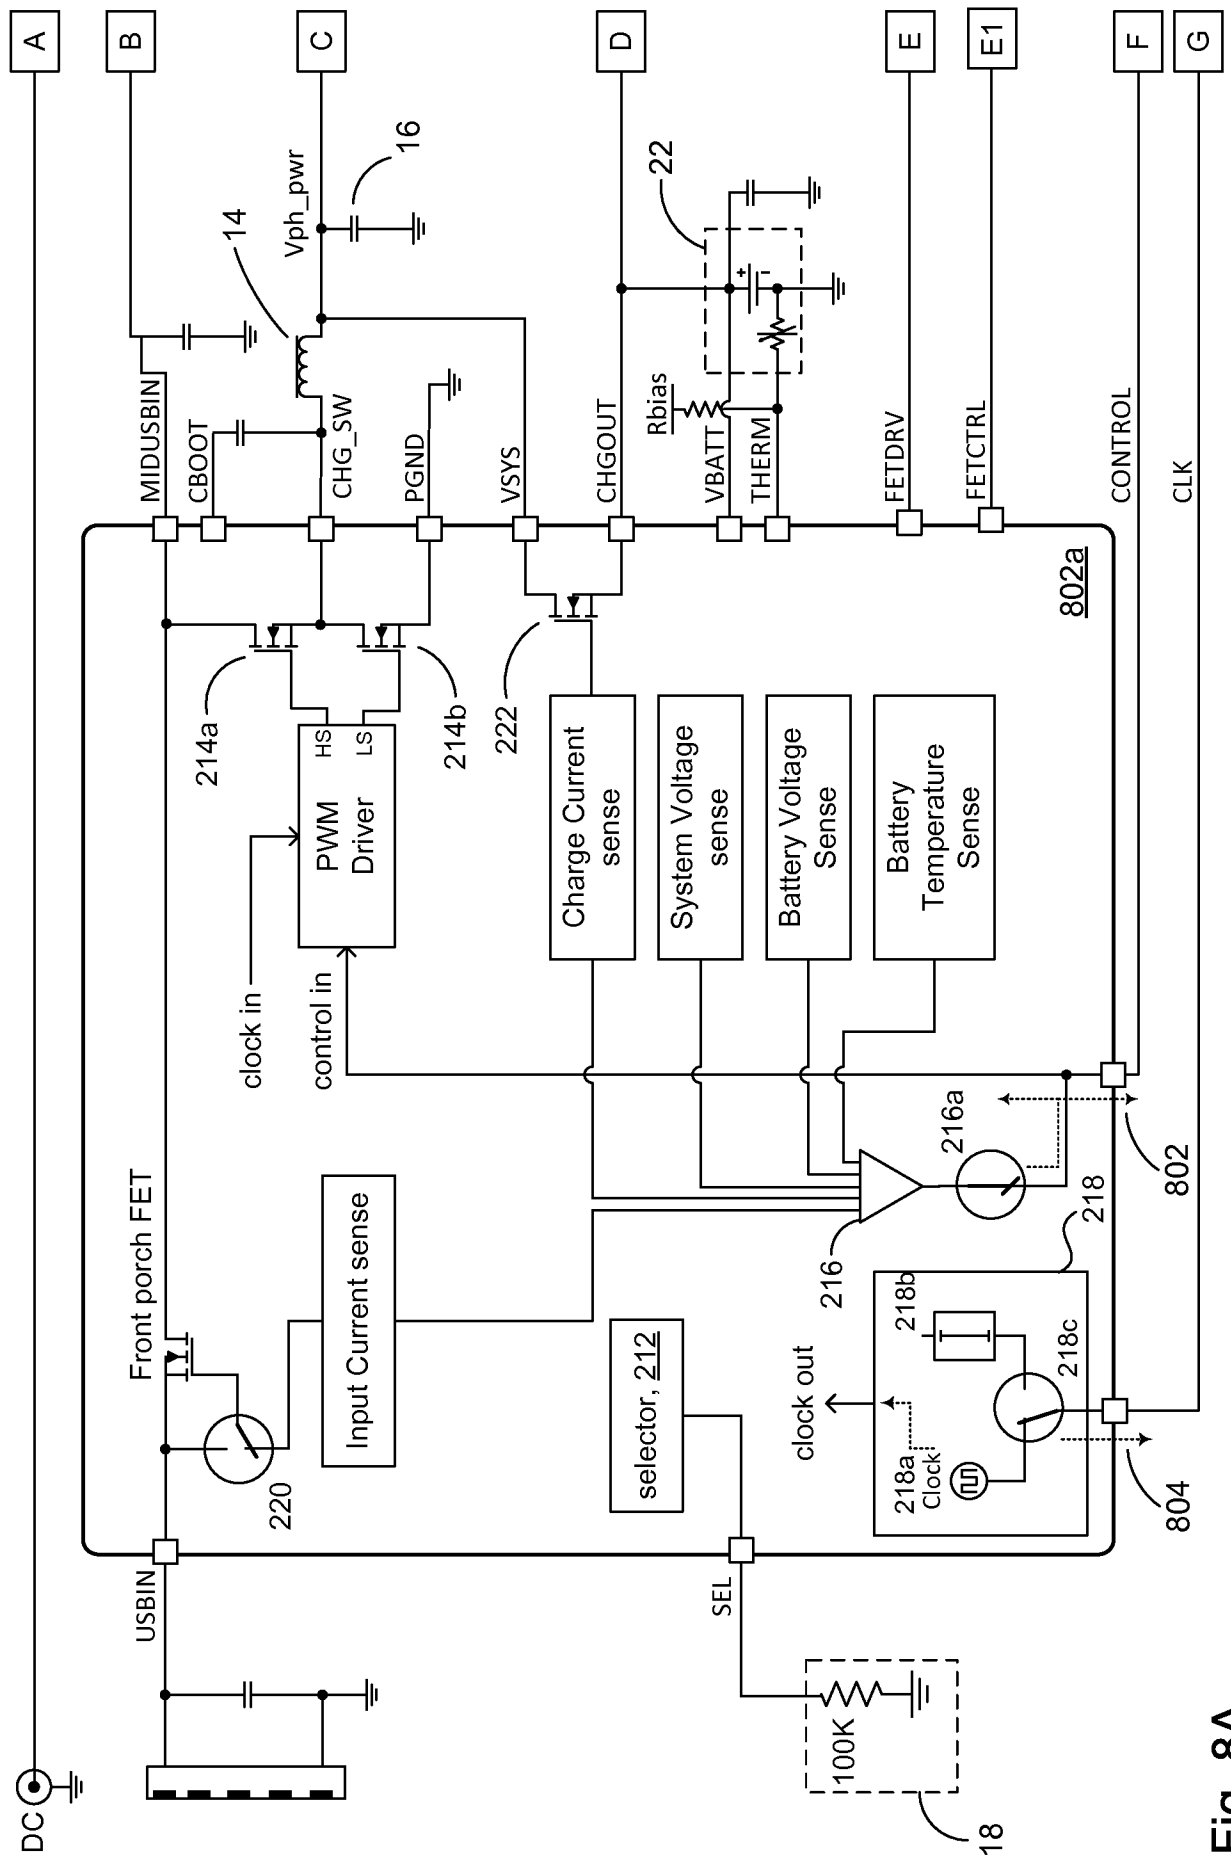 DC
A
B
C
D
E
E1
F
G
USBIN
Front porch FET
MIDUSBIN
CBOOT
CHG_SW
PGND
VSYS
CHGOUT
VBATT
THERM
FETDRV
FETCTRL
CONTROL
CLK
14
Vph_pwr
16
22
+
-
Rbias
220
Input Current sense
clock in
control in
PWM
Driver
HS
LS
214a
214b
222
Charge Current
sense
System Voltage
sense
Battery Voltage
Sense
Battery
Temperature
Sense
802a
selector, 212
SEL
100K
18
216
216a
802
clock out
218a
Clock
218b
218c
218
804